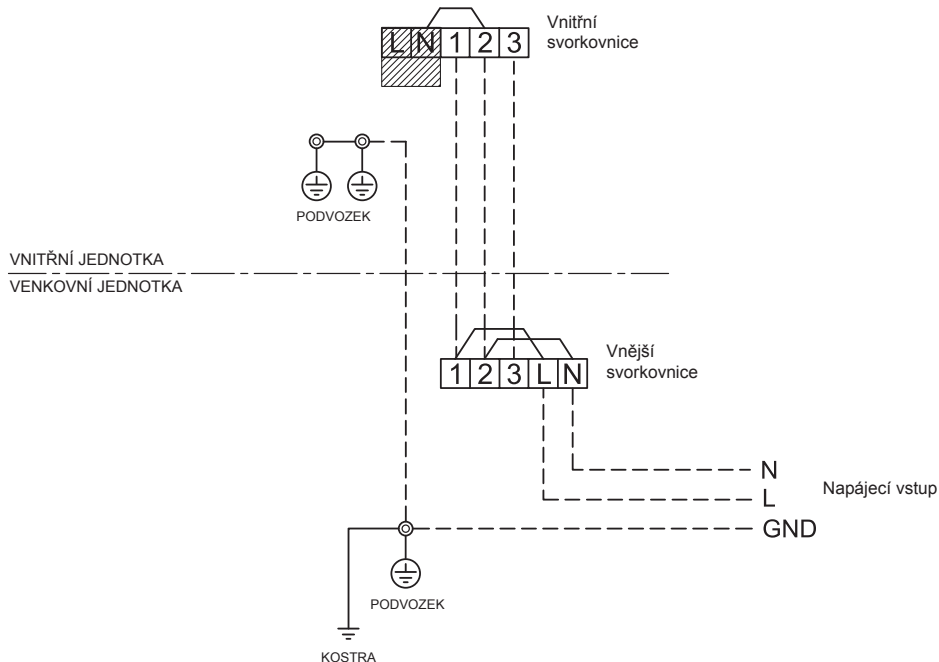 L N 1 2 3
Vnitřní
svorkovnice
PODVOZEK
VNITŘNÍ JEDNOTKA
VENKOVNÍ JEDNOTKA
1 2 3 L N
Vnější
svorkovnice
N
L
Napájecí vstup
GND
PODVOZEK
KOSTRA